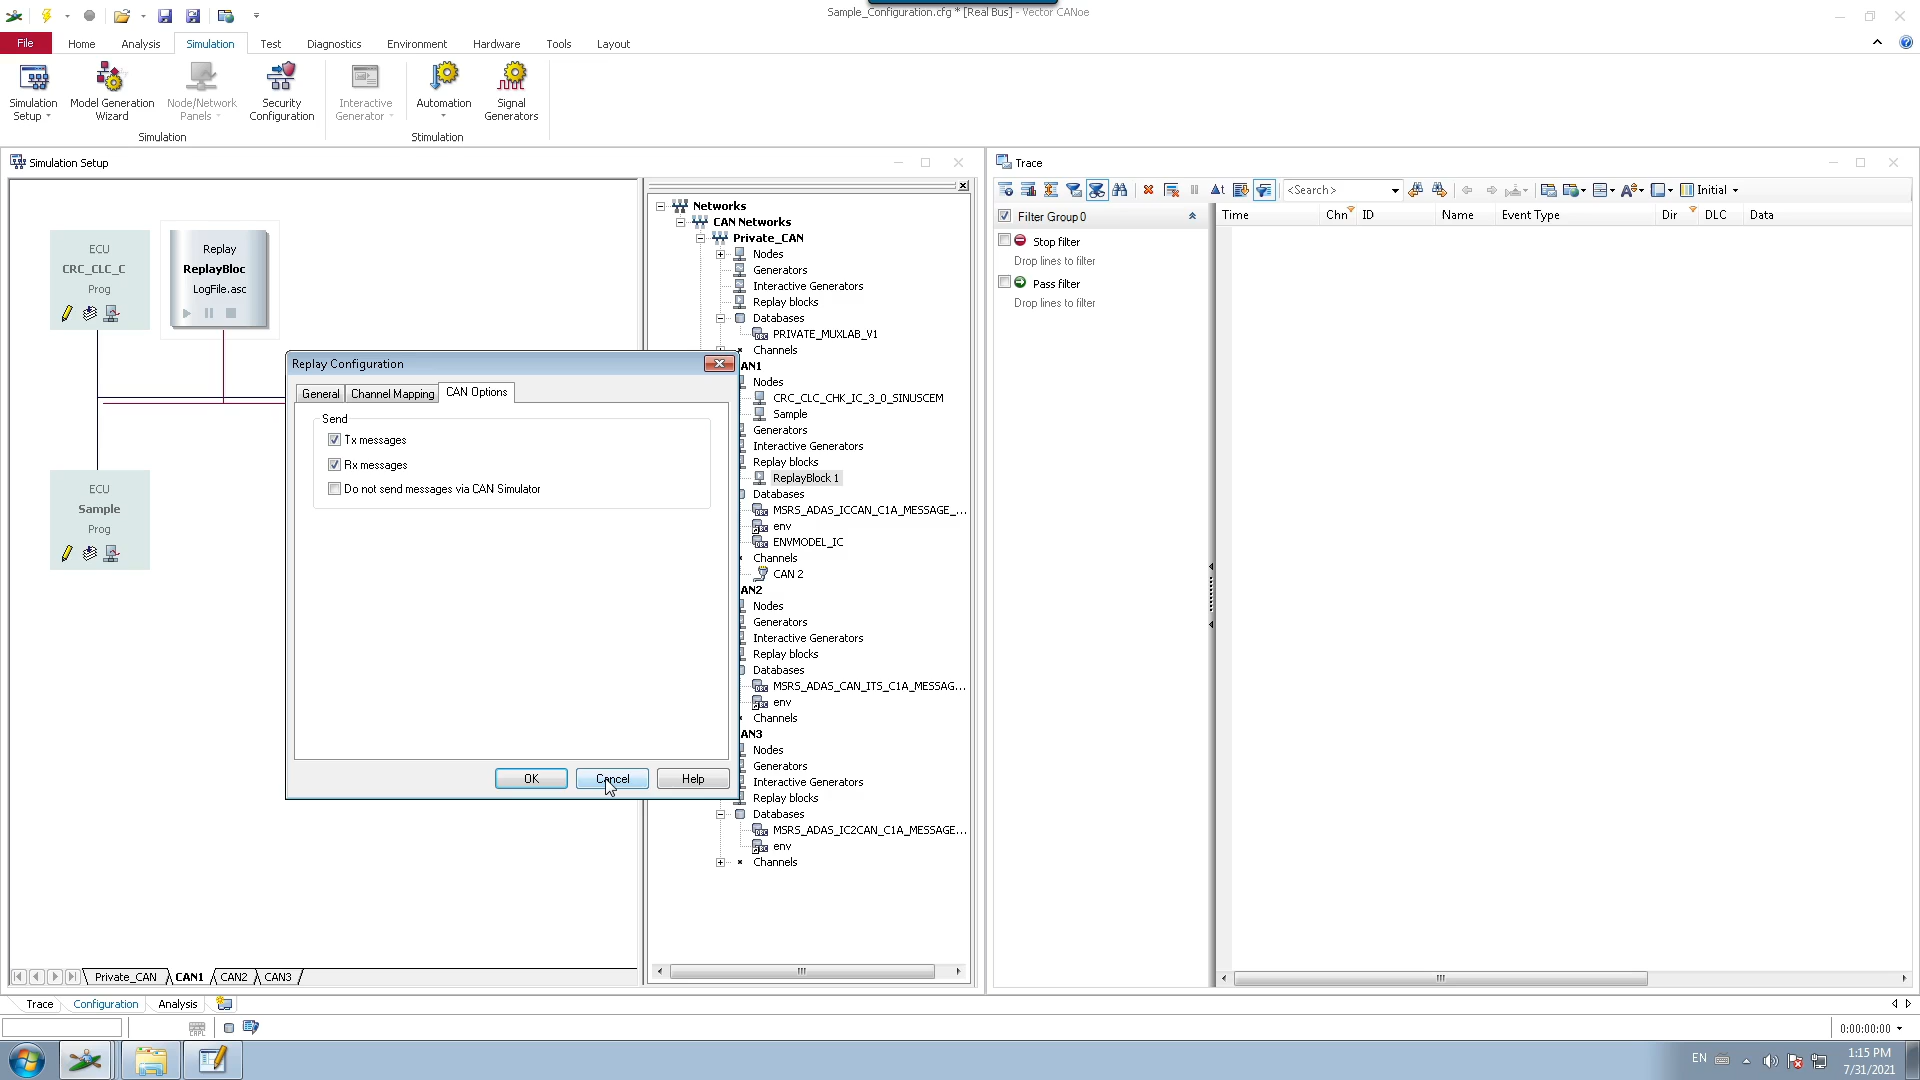 Sample_Configuration.cfg * [Real Bus] - Vector CANoe
File
Home
Analysis
Simulation
Test
Diagnostics
Environment
Hardware
Tools
Layout
Simulation Setup
Model Generation Wizard
Node/Network Panels
Security Configuration
Interactive Generator
Automation
Signal Generators
Simulation
Stimulation
Simulation Setup
ECU
CRC_CLC_C
Prog
Replay
ReplayBloc
LogFile.asc
ECU
Sample
Prog
Replay Configuration
General
Channel Mapping
CAN Options
Send
Tx messages
Rx messages
Do not send messages via CAN Simulator
OK
Cancel
Help
Networks
CAN Networks
Private_CAN
Nodes
Generators
Interactive Generators
Replay blocks
Databases
PRIVATE_MUXLAB_V1
Channels
AN1
Nodes
CRC_CLC_CHK_IC_3_0_SINUSCEM
Sample
Generators
Interactive Generators
Replay blocks
ReplayBlock 1
Databases
MSRS_ADAS_ICCAN_C1A_MESSAGE_...
env
ENVMODEL_IC
Channels
CAN 2
AN2
Nodes
Generators
Interactive Generators
Replay blocks
Databases
MSRS_ADAS_CAN_ITS_C1A_MESSAG...
env
Channels
AN3
Nodes
Generators
Interactive Generators
Replay blocks
Databases
MSRS_ADAS_IC2CAN_C1A_MESSAGE...
env
Channels
Private_CAN
CAN1
CAN2
CAN3
Trace
<Search>
Initial
Filter Group 0
Stop filter
Drop lines to filter
Pass filter
Drop lines to filter
Time
Chn
ID
Name
Event Type
Dir
DLC
Data
Trace
Configuration
Analysis
CAPL
0:00:00:00
EN
1:15 PM
7/31/2021